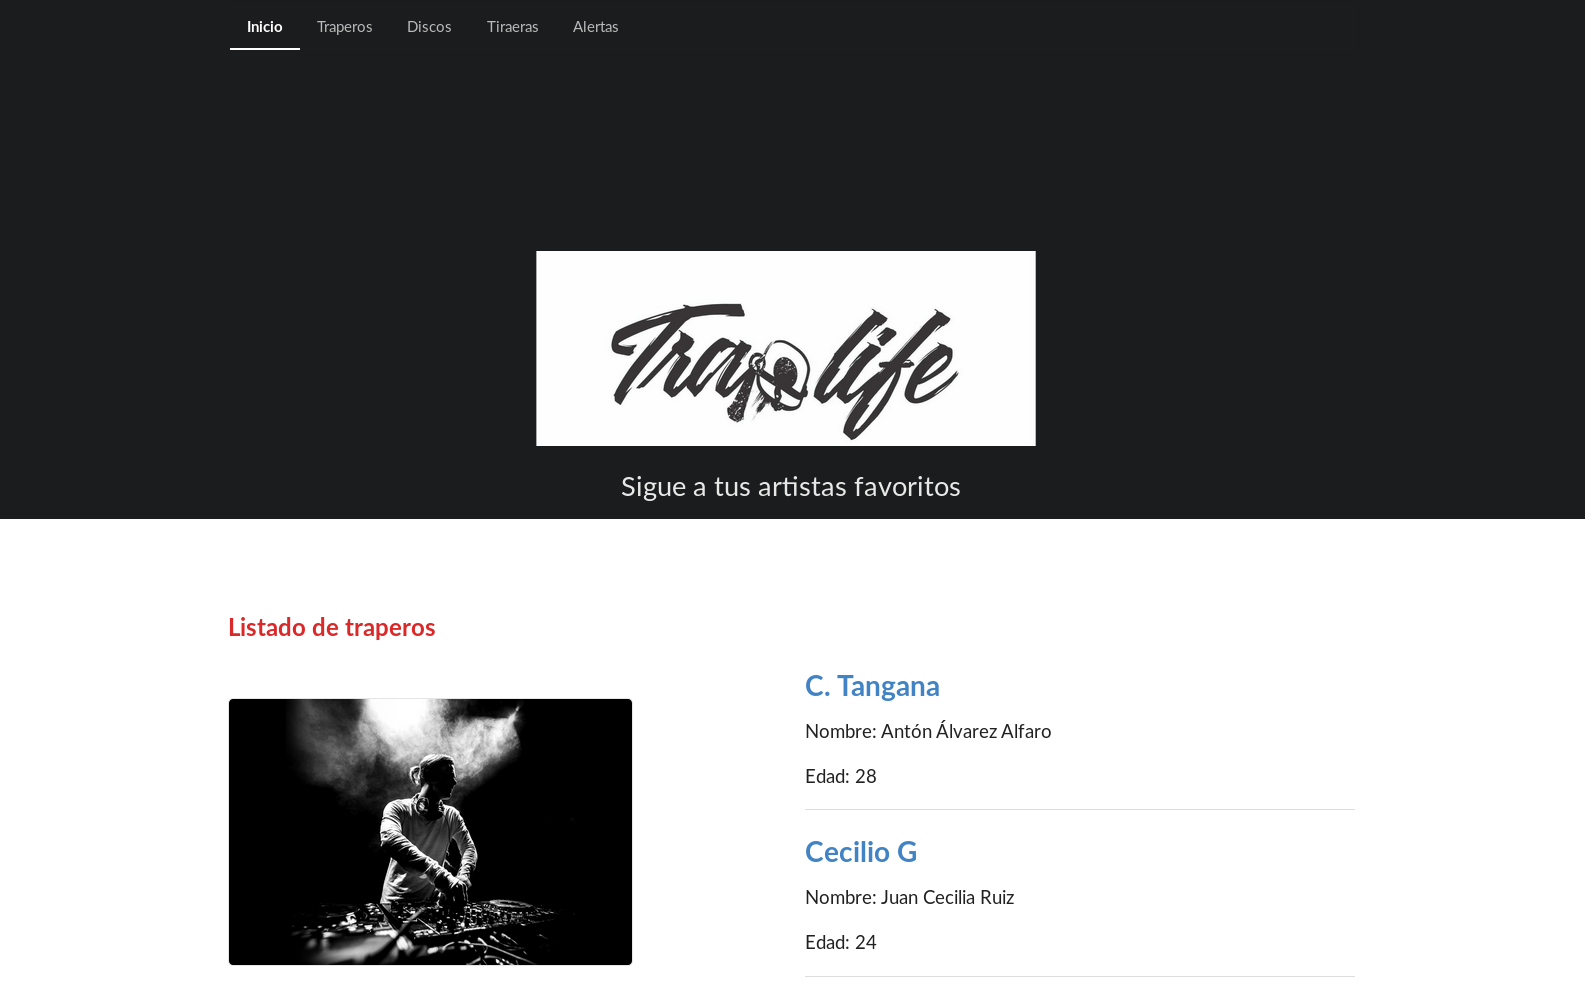 Inicio Traperos Discos Tiraeras Alertas
Trap life
Sigue a tus artistas favoritos
Listado de traperos
C. Tangana
Nombre: Antón Álvarez Alfaro
Edad: 28
Cecilio G
Nombre: Juan Cecilia Ruiz
Edad: 24